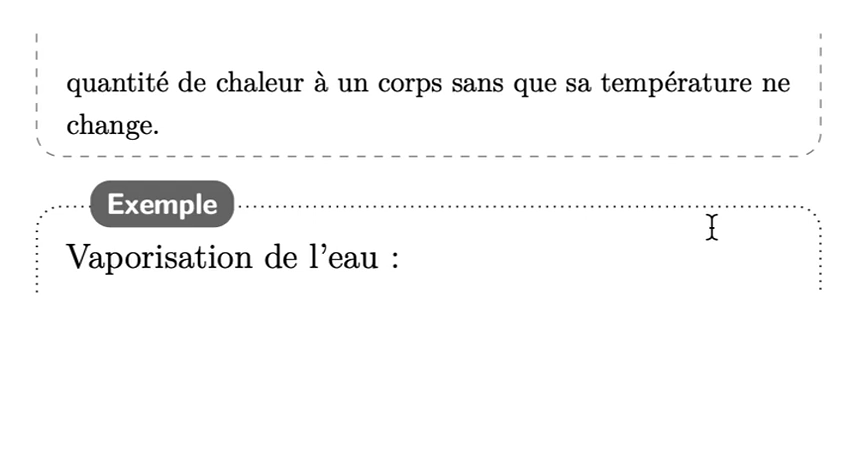 quantité de chaleur à un corps sans que sa température ne
change.
Exemple
Vaporisation de l'eau :